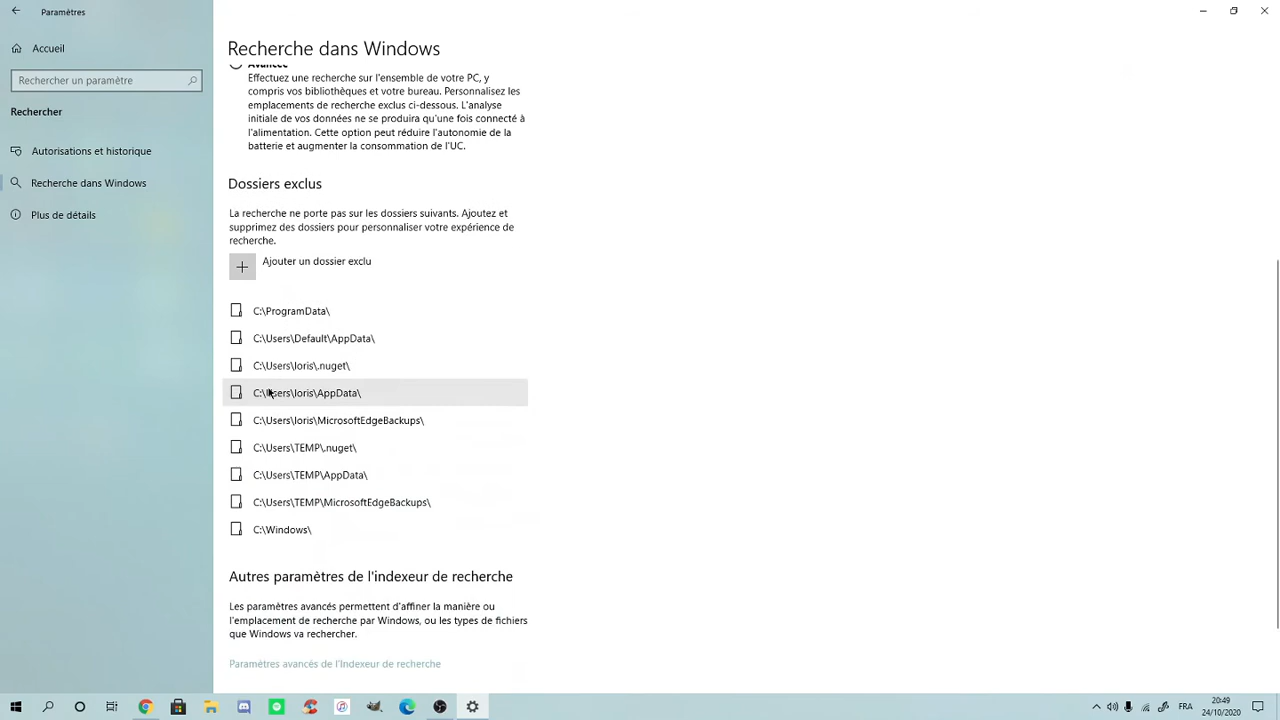 Paramètres
Accueil
Rechercher un paramètre
Rechercher
Autorisations et historique
Recherche dans Windows
Plus de détails
Recherche dans Windows
Avancée
Effectuez une recherche sur l'ensemble de votre PC, y
compris vos bibliothèques et votre bureau. Personnalisez les
emplacements de recherche exclus ci-dessous. L'analyse
initiale de vos données ne se produira qu'une fois connecté à
l'alimentation. Cette option peut réduire l'autonomie de la
batterie et augmenter la consommation de l'UC.
Dossiers exclus
La recherche ne porte pas sur les dossiers suivants. Ajoutez et
supprimez des dossiers pour personnaliser votre expérience de
recherche.
Ajouter un dossier exclu
C:\ProgramData\
C:\Users\Default\AppData\
C:\Users\loris\.nuget\
C:\Users\loris\AppData\
C:\Users\loris\MicrosoftEdgeBackups\
C:\Users\TEMP\.nuget\
C:\Users\TEMP\AppData\
C:\Users\TEMP\MicrosoftEdgeBackups\
C:\Windows\
Autres paramètres de l'indexeur de recherche
Les paramètres avancés permettent d'affiner la manière ou
l'emplacement de recherche par Windows, ou les types de fichiers
que Windows va rechercher.
Paramètres avancés de l'Indexeur de recherche
FRA
20:49
24/10/2020